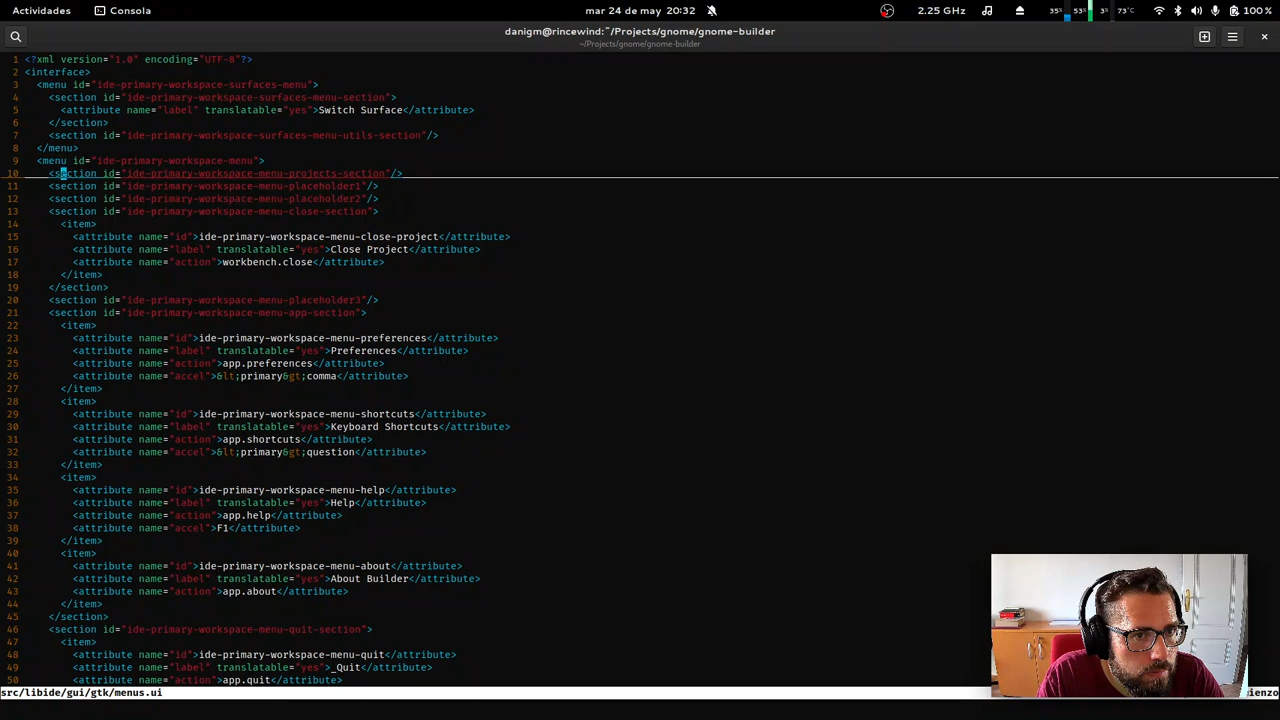 Actividades
Consola
mar 24 de may 20:32
2.25 GHz
35%
53%
3%
73°C
100 %
danigm@rincewind:~/Projects/gnome/gnome-builder
~/Projects/gnome/gnome-builder
1 <?xml version="1.0" encoding="UTF-8"?>
2 <interface>
3   <menu id="ide-primary-workspace-surfaces-menu">
4     <section id="ide-primary-workspace-surfaces-menu-section">
5       <attribute name="label" translatable="yes">Switch Surface</attribute>
6     </section>
7     <section id="ide-primary-workspace-surfaces-menu-utils-section"/>
8   </menu>
9   <menu id="ide-primary-workspace-menu">
10     <section id="ide-primary-workspace-menu-projects-section"/>
11     <section id="ide-primary-workspace-menu-placeholder1"/>
12     <section id="ide-primary-workspace-menu-placeholder2"/>
13     <section id="ide-primary-workspace-menu-close-section">
14       <item>
15         <attribute name="id">ide-primary-workspace-menu-close-project</attribute>
16         <attribute name="label" translatable="yes">Close Project</attribute>
17         <attribute name="action">workbench.close</attribute>
18       </item>
19     </section>
20     <section id="ide-primary-workspace-menu-placeholder3"/>
21     <section id="ide-primary-workspace-menu-app-section">
22       <item>
23         <attribute name="id">ide-primary-workspace-menu-preferences</attribute>
24         <attribute name="label" translatable="yes">Preferences</attribute>
25         <attribute name="action">app.preferences</attribute>
26         <attribute name="accel">&lt;primary&gt;comma</attribute>
27       </item>
28       <item>
29         <attribute name="id">ide-primary-workspace-menu-shortcuts</attribute>
30         <attribute name="label" translatable="yes">Keyboard Shortcuts</attribute>
31         <attribute name="action">app.shortcuts</attribute>
32         <attribute name="accel">&lt;primary&gt;question</attribute>
33       </item>
34       <item>
35         <attribute name="id">ide-primary-workspace-menu-help</attribute>
36         <attribute name="label" translatable="yes">Help</attribute>
37         <attribute name="action">app.help</attribute>
38         <attribute name="accel">F1</attribute>
39       </item>
40       <item>
41         <attribute name="id">ide-primary-workspace-menu-about</attribute>
42         <attribute name="label" translatable="yes">About Builder</attribute>
43         <attribute name="action">app.about</attribute>
44       </item>
45     </section>
46     <section id="ide-primary-workspace-menu-quit-section">
47       <item>
48         <attribute name="id">ide-primary-workspace-menu-quit</attribute>
49         <attribute name="label" translatable="yes">_Quit</attribute>
50         <attribute name="action">app.quit</attribute>
src/libide/gui/gtk/menus.ui
ienzo